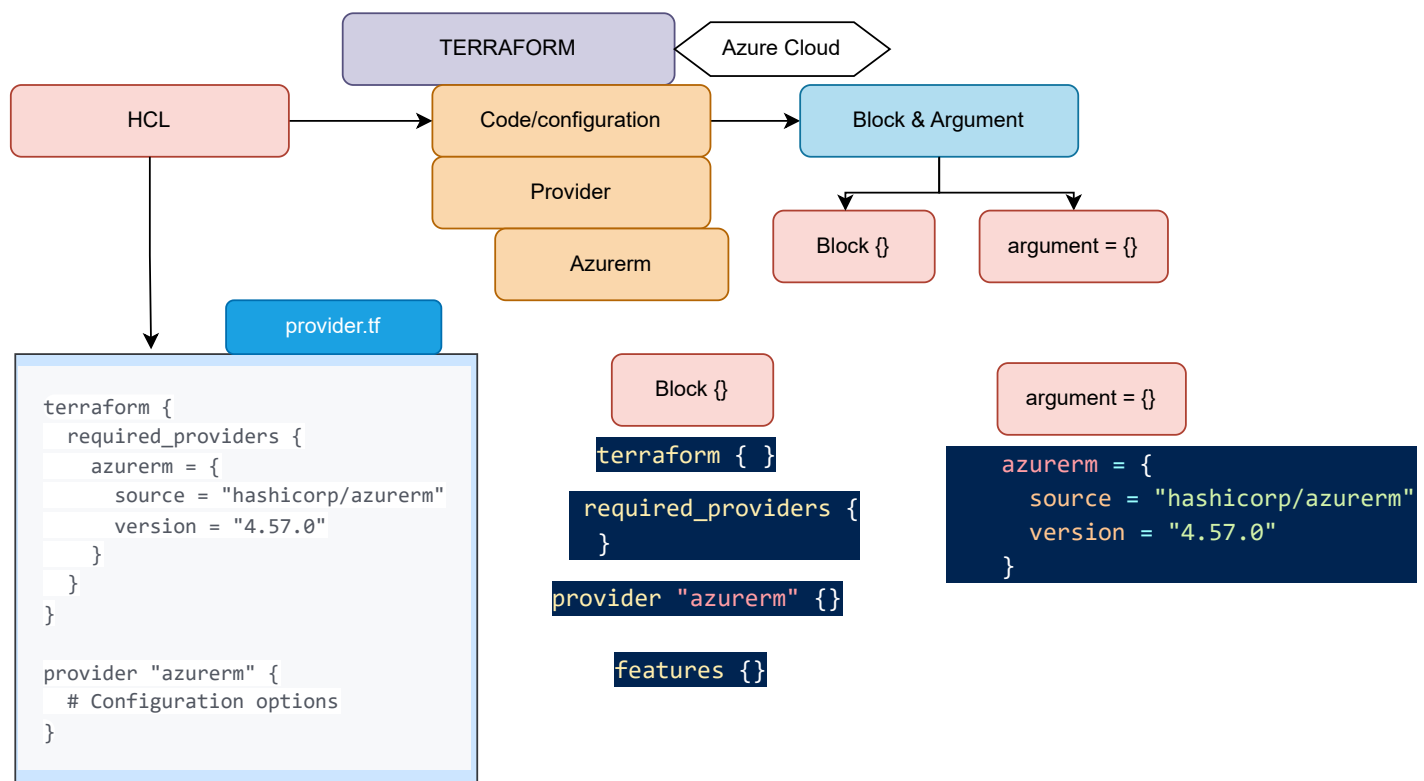 TERRAFORM
Azure Cloud
HCL
Code/configuration
Block & Argument
Provider
Azurerm
Block {}
argument = {}
provider.tf
terraform {
  required_providers {
    azurerm = {
      source = "hashicorp/azurerm"
      version = "4.57.0"
    }
  }
}

provider "azurerm" {
  # Configuration options
}
Block {}
terraform { }
required_providers {
 }
provider "azurerm" {}
features {}
argument = {}
azurerm = {
  source = "hashicorp/azurerm"
  version = "4.57.0"
}